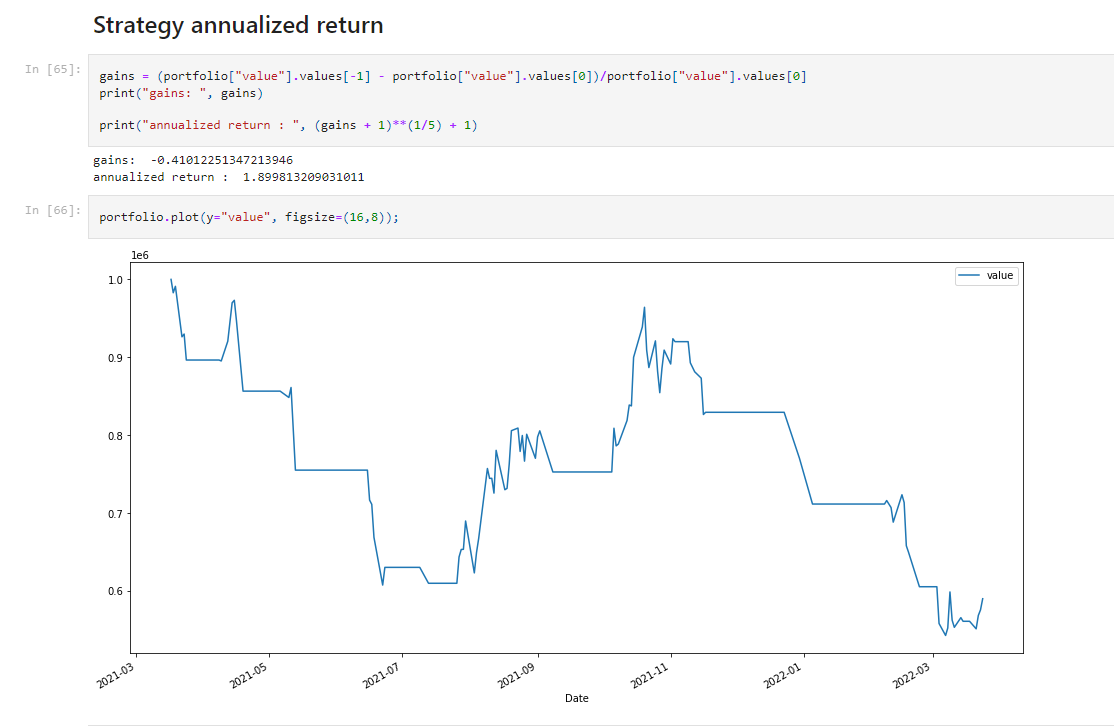 Strategy annualized return
In [65]:
gains = (portfolio["value"].values[-1] - portfolio["value"].values[0])/portfolio["value"].values[0]
print("gains: ", gains)
print("annualized return : ", (gains + 1)**(1/5) + 1)
gains:  -0.41012251347213946
annualized return :  1.899813209031011
In [66]:
portfolio.plot(y="value", figsize=(16,8));
1e6
value
1.0
0.9
0.8
0.7
0.6
2021-03
2021-05
2021-07
2021-09
2021-11
2022-01
2022-03
Date